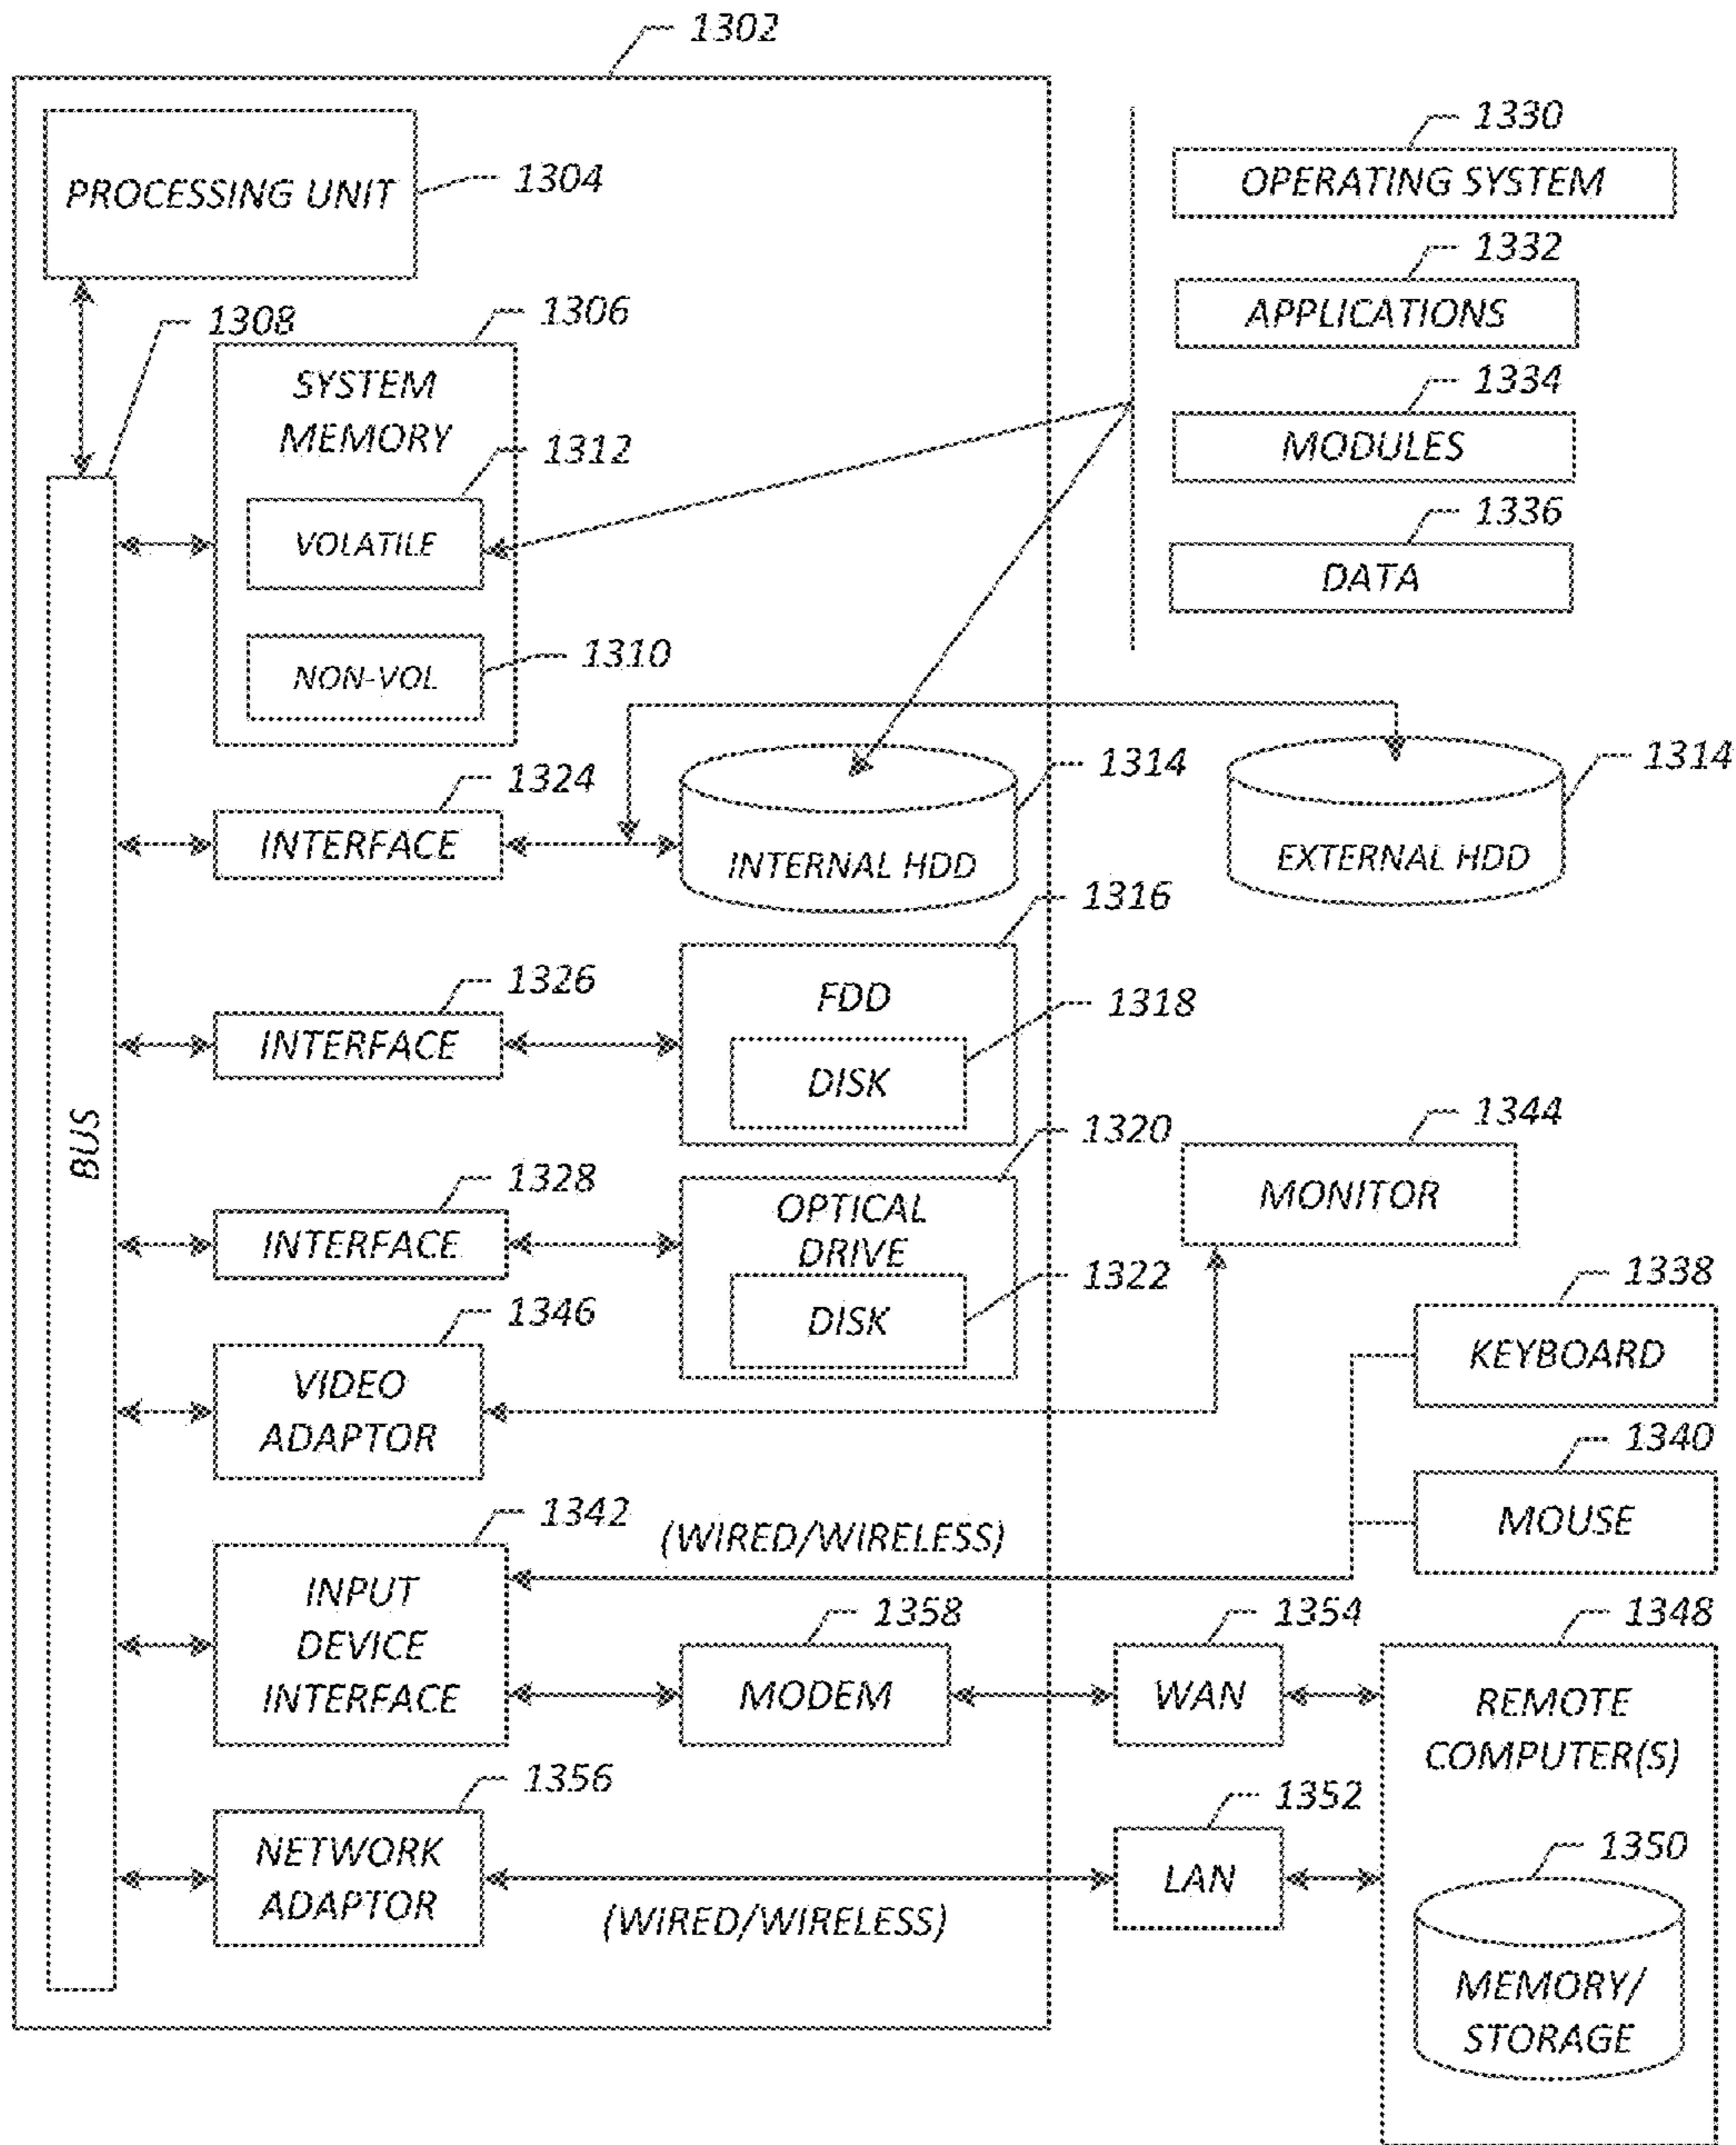 1302
PROCESSING UNIT
1304
1308
1306
SYSTEM
MEMORY
1312
VOLATILE
1310
NON-VOL
1330
OPERATING SYSTEM
1332
APPLICATIONS
1334
MODULES
1336
DATA
BUS
1324
INTERFACE
1314
INTERNAL HDD
1314
EXTERNAL HDD
1326
INTERFACE
1316
FDD
1318
DISK
1328
INTERFACE
1320
OPTICAL
DRIVE
1322
DISK
1344
MONITOR
1346
VIDEO
ADAPTOR
1338
KEYBOARD
1340
MOUSE
1342
INPUT
DEVICE
INTERFACE
(WIRED/WIRELESS)
1358
MODEM
1354
WAN
1348
REMOTE
COMPUTER(S)
1356
NETWORK
ADAPTOR
(WIRED/WIRELESS)
1352
LAN
1350
MEMORY/
STORAGE